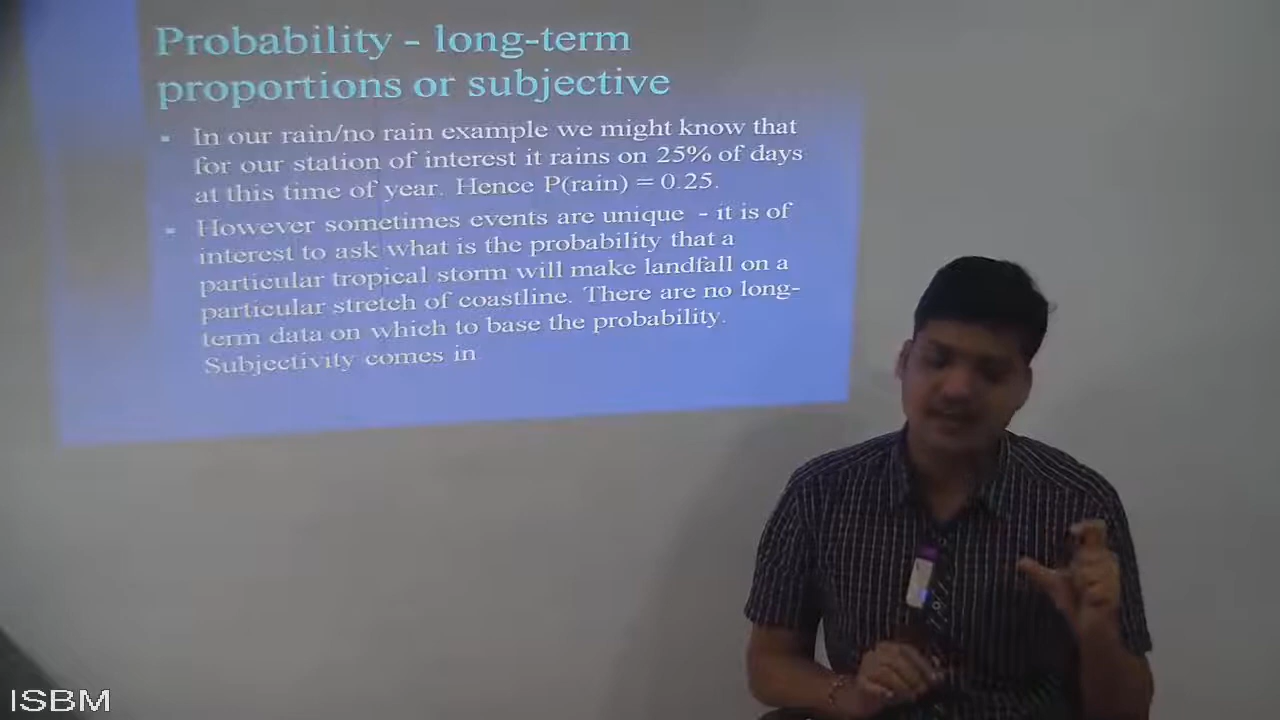 Probability - long-term
proportions or subjective
▪ In our rain/no rain example we might know that
for our station of interest it rains on 25% of days
at this time of year. Hence P(rain) = 0.25.
▪ However sometimes events are unique - it is of
interest to ask what is the probability that a
particular tropical storm will make landfall on a
particular stretch of coastline. There are no long-
term data on which to base the probability.
Subjectivity comes in
ISBM